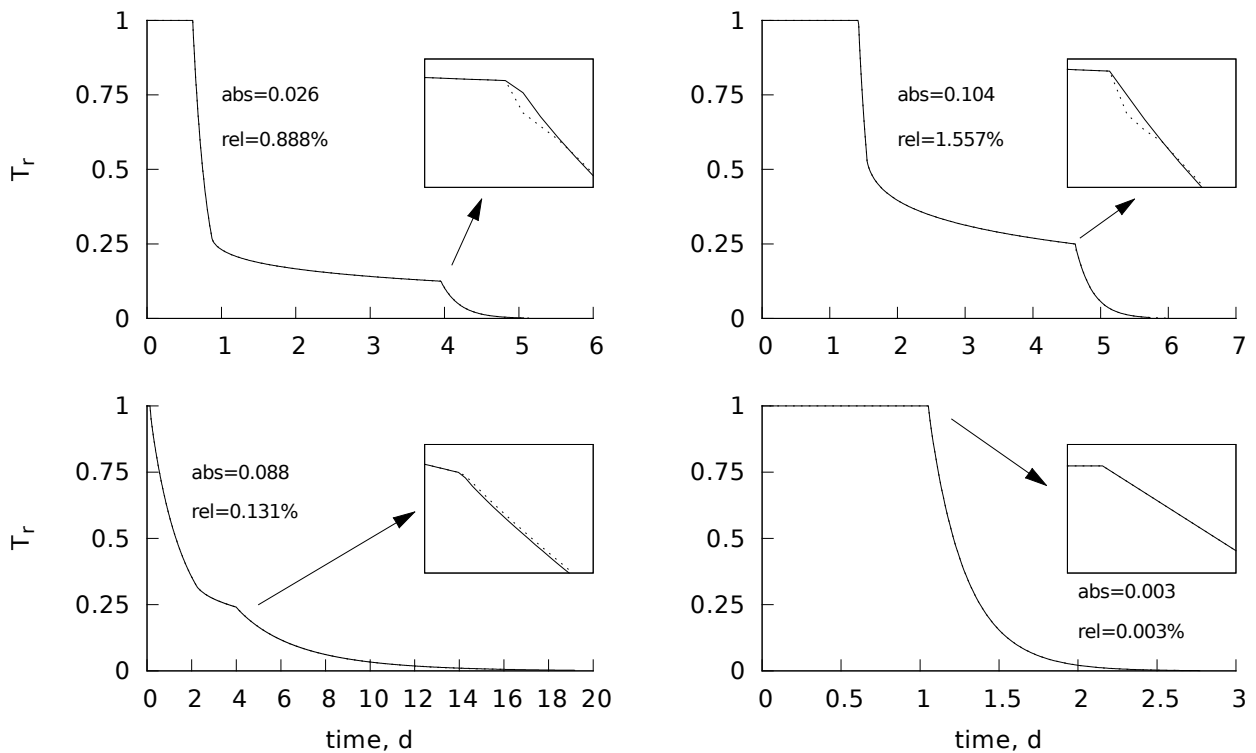 1
0.75
0.5
0.25
0
T_r
abs=0.026
rel=0.888%
0 1 2 3 4 5 6
1
0.75
0.5
0.25
0
abs=0.104
rel=1.557%
0 1 2 3 4 5 6 7
1
0.75
0.5
0.25
0
T_r
abs=0.088
rel=0.131%
0 2 4 6 8 10 12 14 16 18 20
time, d
1
0.75
0.5
0.25
0
abs=0.003
rel=0.003%
0 0.5 1 1.5 2 2.5 3
time, d